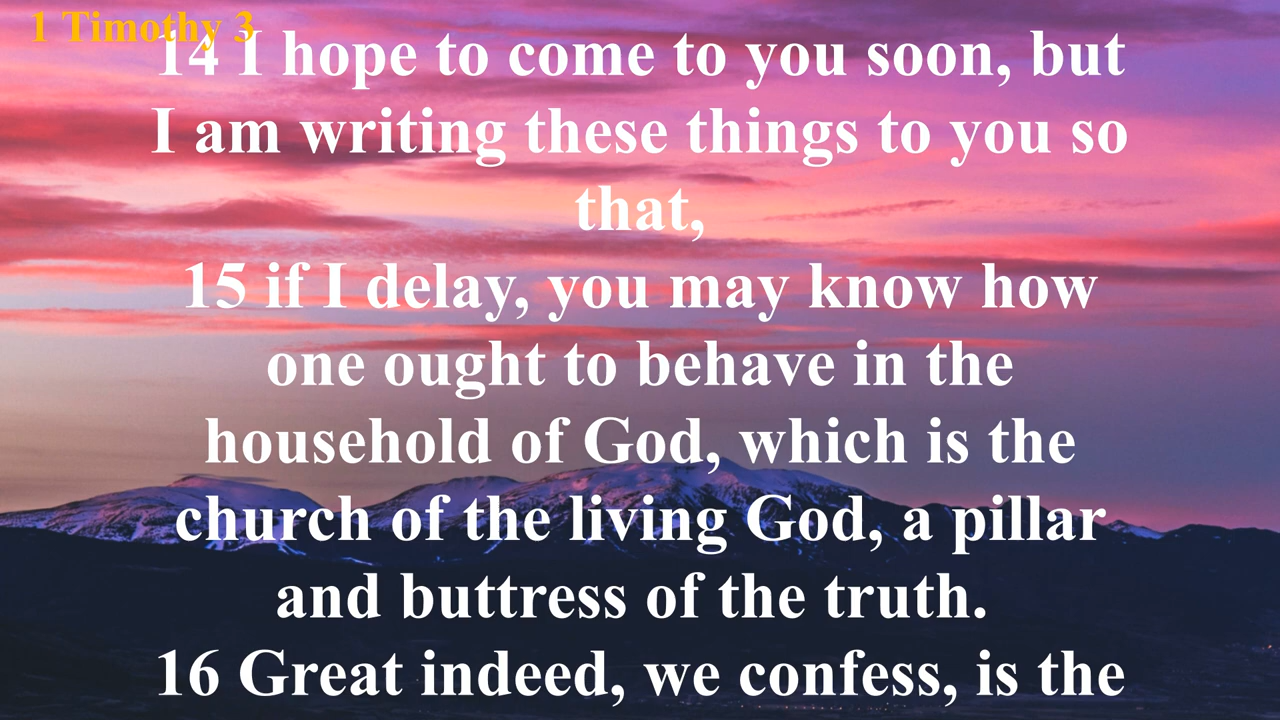 1 Timothy 3
14 I hope to come to you soon, but
I am writing these things to you so
that,
15 if I delay, you may know how
one ought to behave in the
household of God, which is the
church of the living God, a pillar
and buttress of the truth.
16 Great indeed, we confess, is the